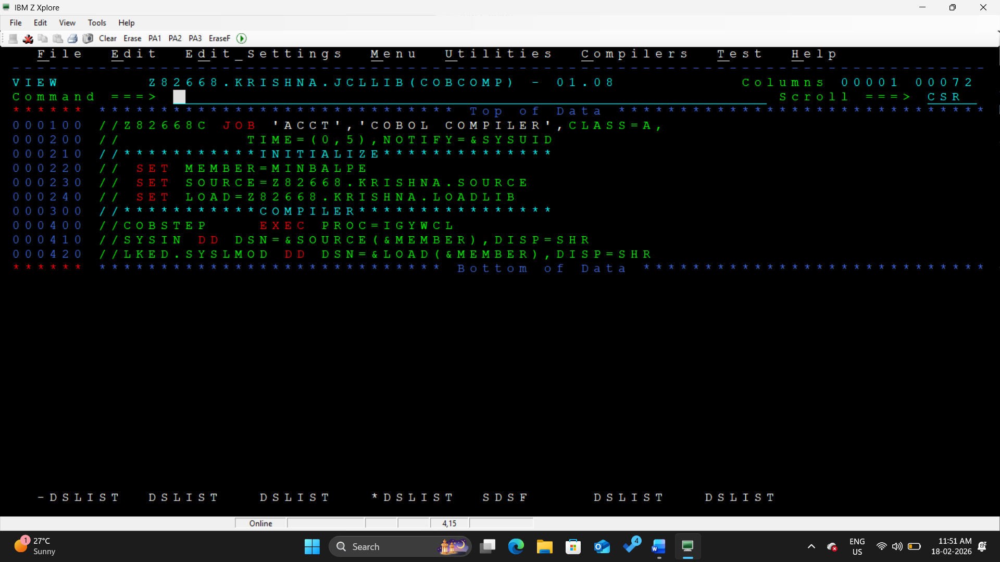 IBM Z Xplore
File Edit View Tools Help
Clear Erase PA1 PA2 PA3 EraseF
File Edit Edit_Settings Menu Utilities Compilers Test Help
- - - - - - - - - - - - - - - - - - - - - - - - - - - - - - - - - - - - - - - - - - - - - - - - - - - - - - - - - - - - - - - - - - - - - - - - - - - - - - -
VIEW Z82668.KRISHNA.JCLLIB(COBCOMP) - 01.08 Columns 00001 00072
Command ===> Scroll ===> CSR
****** ***************************** Top of Data ******************************
000100 //Z82668C JOB 'ACCT','COBOL COMPILER',CLASS=A,
000200 // TIME=(0,5),NOTIFY=&SYSUID
000210 //***********INITIALIZE**************
000220 // SET MEMBER=MINBALPE
000230 // SET SOURCE=Z82668.KRISHNA.SOURCE
000240 // SET LOAD=Z82668.KRISHNA.LOADLIB
000300 //***********COMPILER****************
000400 //COBSTEP EXEC PROC=IGYWCL
000410 //SYSIN DD DSN=&SOURCE(&MEMBER),DISP=SHR
000420 //LKED.SYSLMOD DD DSN=&LOAD(&MEMBER),DISP=SHR
****** **************************** Bottom of Data ****************************
-DSLIST DSLIST DSLIST *DSLIST SDSF DSLIST DSLIST
Online 4,15
1 27°C
Sunny
Search
4
ENG
US
11:51 AM
18-02-2026